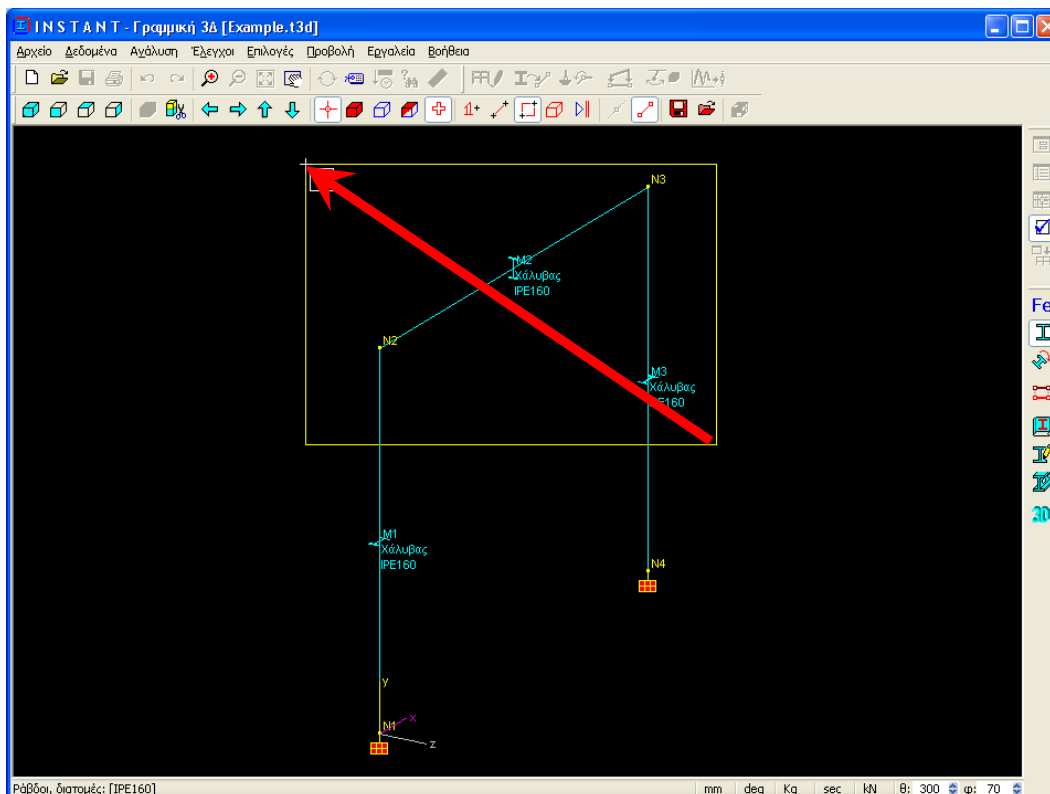 I N S T A N T - Γραμμική 3Δ [Example.t3d]
Αρχείο Δεδομένα Ανάλυση Έλεγχοι Επιλογές Προβολή Εργαλεία Βοήθεια
N3
M2
Χάλυβας
IPE160
N2
M3
Χάλυβας
IPE160
Fe
M1
Χάλυβας
IPE160
N4
3D
y
x
N1
z
Ράβδοι, διατομές: [IPE160] mm deg Kg sec kN θ: 300 φ: 70